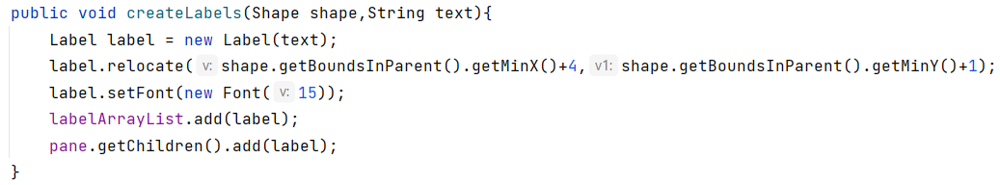 public void createLabels(Shape shape,String text){
    Label label = new Label(text);
    label.relocate( v: shape.getBoundsInParent().getMinX()+4, v1: shape.getBoundsInParent().getMinY()+1);
    label.setFont(new Font( v: 15));
    labelArrayList.add(label);
    pane.getChildren().add(label);
}